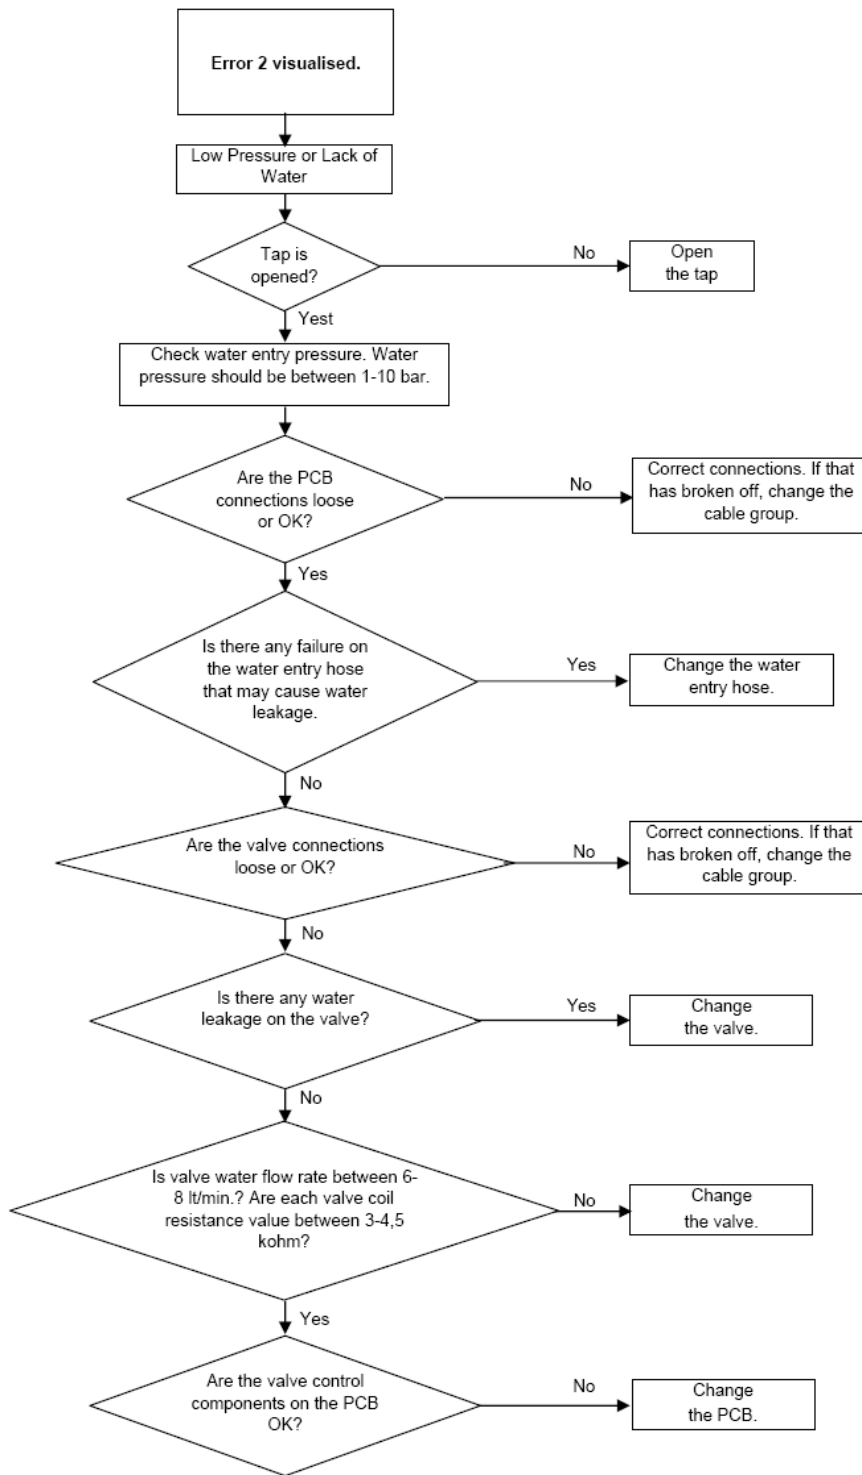 Error 2 visualised.
Low Pressure or Lack of
Water
Tap is
opened?
No
Open
the tap
Yest
Check water entry pressure. Water
pressure should be between 1-10 bar.
Are the PCB
connections loose
or OK?
No
Correct connections. If that
has broken off, change the
cable group.
Yes
Is there any failure on
the water entry hose
that may cause water
leakage.
Yes
Change the water
entry hose.
No
Are the valve connections
loose or OK?
No
Correct connections. If that
has broken off, change the
cable group.
No
Is there any water
leakage on the valve?
Yes
Change
the valve.
No
Is valve water flow rate between 6-
8 lt/min.? Are each valve coil
resistance value between 3-4,5
kohm?
No
Change
the valve.
Yes
Are the valve control
components on the PCB
OK?
No
Change
the PCB.